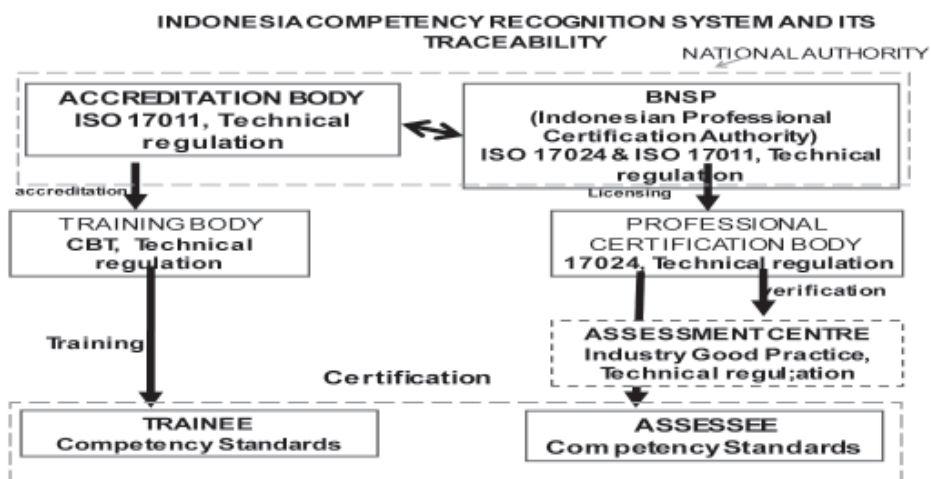 INDONESIA COMPETENCY RECOGNITION SYSTEM AND ITS
TRACEABILITY
NATIONAL AUTHORITY
ACCREDITATION BODY
ISO 17011, Technical
regulation
BNSP
(Indonesian Professional
Certification Authority)
ISO 17024 & ISO 17011, Technical
regulation
accreditation
Licensing
TRAINING BODY
CBT, Technical
regulation
PROFESSIONAL
CERTIFICATION BODY
17024, Technical regulation
verification
Training
ASSESSMENT CENTRE
Industry Good Practice,
Technical regul;ation
Certification
TRAINEE
Competency Standards
ASSESSEE
Competency Standards